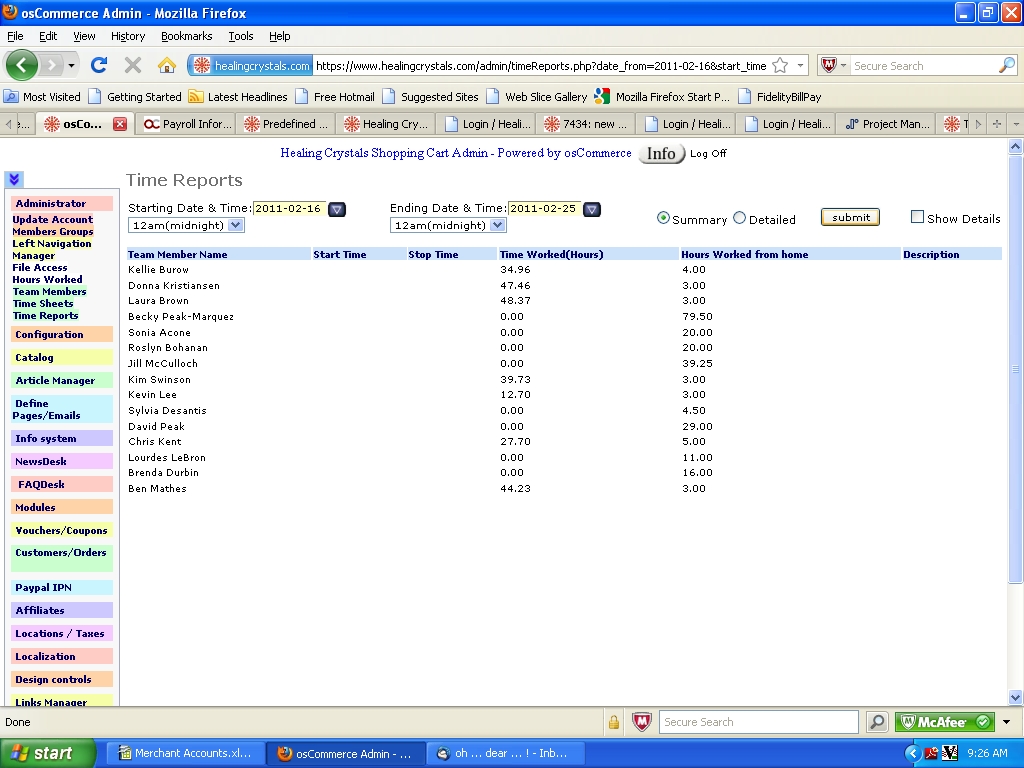 osCommerce Admin - Mozilla Firefox
File Edit View History Bookmarks Tools Help
healingcrystals.com https://www.healingcrystals.com/admin/timeReports.php?date_from=2011-02-16&start_time Secure Search
Most Visited Getting Started Latest Headlines Free Hotmail Suggested Sites Web Slice Gallery Mozilla Firefox Start P... FidelityBillPay
e... osCo... Payroll Infor... Predefined ... Healing Cry... Login / Heali... 7434: new ... Login / Heali... Login / Heali... Project Man... T
Healing Crystals Shopping Cart Admin - Powered by osCommerce Info Log Off
Time Reports
Starting Date & Time: 2011-02-16 Ending Date & Time: 2011-02-25
12am(midnight) 12am(midnight) Summary Detailed submit Show Details
Team Member Name Start Time Stop Time Time Worked(Hours) Hours Worked from home Description
Kellie Burow 34.96 4.00
Donna Kristiansen 47.46 3.00
Laura Brown 48.37 3.00
Becky Peak-Marquez 0.00 79.50
Sonia Acone 0.00 20.00
Roslyn Bohanan 0.00 20.00
Jill McCulloch 0.00 39.25
Kim Swinson 39.73 3.00
Kevin Lee 12.70 3.00
Sylvia Desantis 0.00 4.50
David Peak 0.00 29.00
Chris Kent 27.70 5.00
Lourdes LeBron 0.00 11.00
Brenda Durbin 0.00 16.00
Ben Mathes 44.23 3.00
Administrator
Update Account
Members Groups
Left Navigation
Manager
File Access
Hours Worked
Team Members
Time Sheets
Time Reports
Configuration
Catalog
Article Manager
Define
Pages/Emails
Info system
NewsDesk
FAQDesk
Modules
Vouchers/Coupons
Customers/Orders
Paypal IPN
Affiliates
Locations / Taxes
Localization
Design controls
Links Manager
Done Secure Search McAfee
start Merchant Accounts.xl... osCommerce Admin - ... oh ... dear ... ! - Inb... 9:26 AM